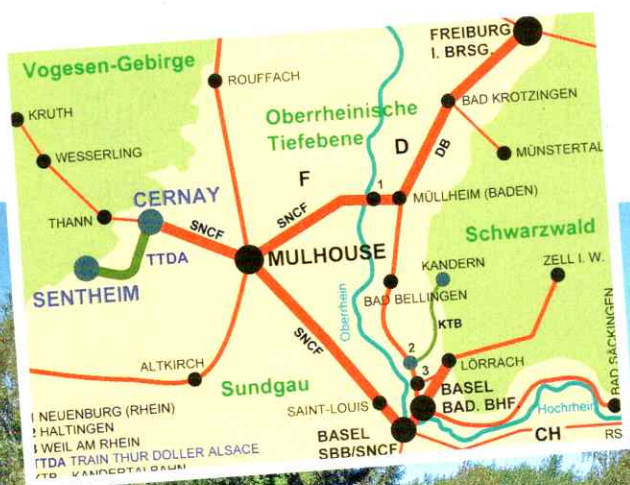 FREIBURG
I. BRSG.
Vogesen-Gebirge
ROUFFACH
BAD KROTZINGEN
KRUTH
Oberrheinische
Tiefebene
D
DB
MÜNSTERTAL
WESSERLING
F
1
MÜLLHEIM (BADEN)
CERNAY
SNCF
THANN
SNCF
MULHOUSE
Schwarzwald
TTDA
KANDERN
ZELL I. W.
SENTHEIM
BAD BELLINGEN
Oberrhein
SNCF
KTB
BAD SÄCKINGEN
2
LÖRRACH
ALTKIRCH
3
Sundgau
BASEL
BAD. BHF
SAINT-LOUIS
Hochrhein
BASEL
SBB/SNCF
CH
RS
1 NEUENBURG (RHEIN)
2 HALTINGEN
3 WEIL AM RHEIN
TTDA TRAIN THUR DOLLER ALSACE
KTB - KANDERTALBAHN